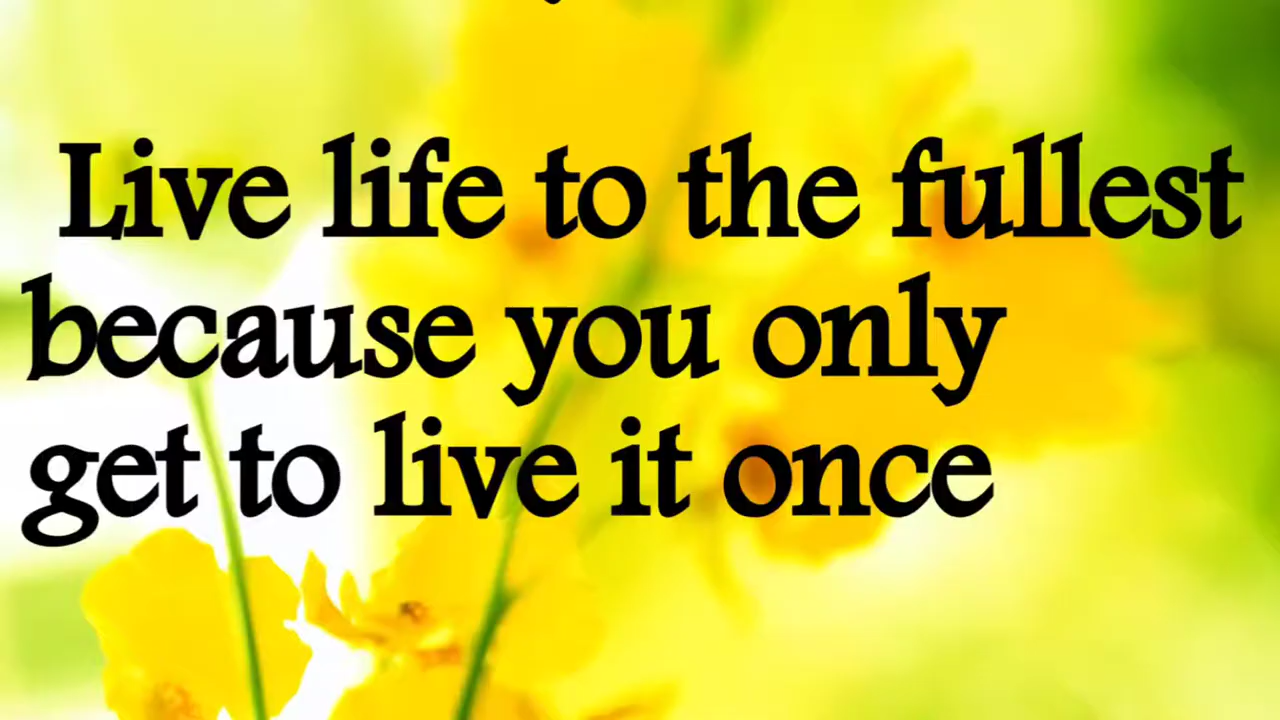 Live life to the fullest
because you only
get to live it once